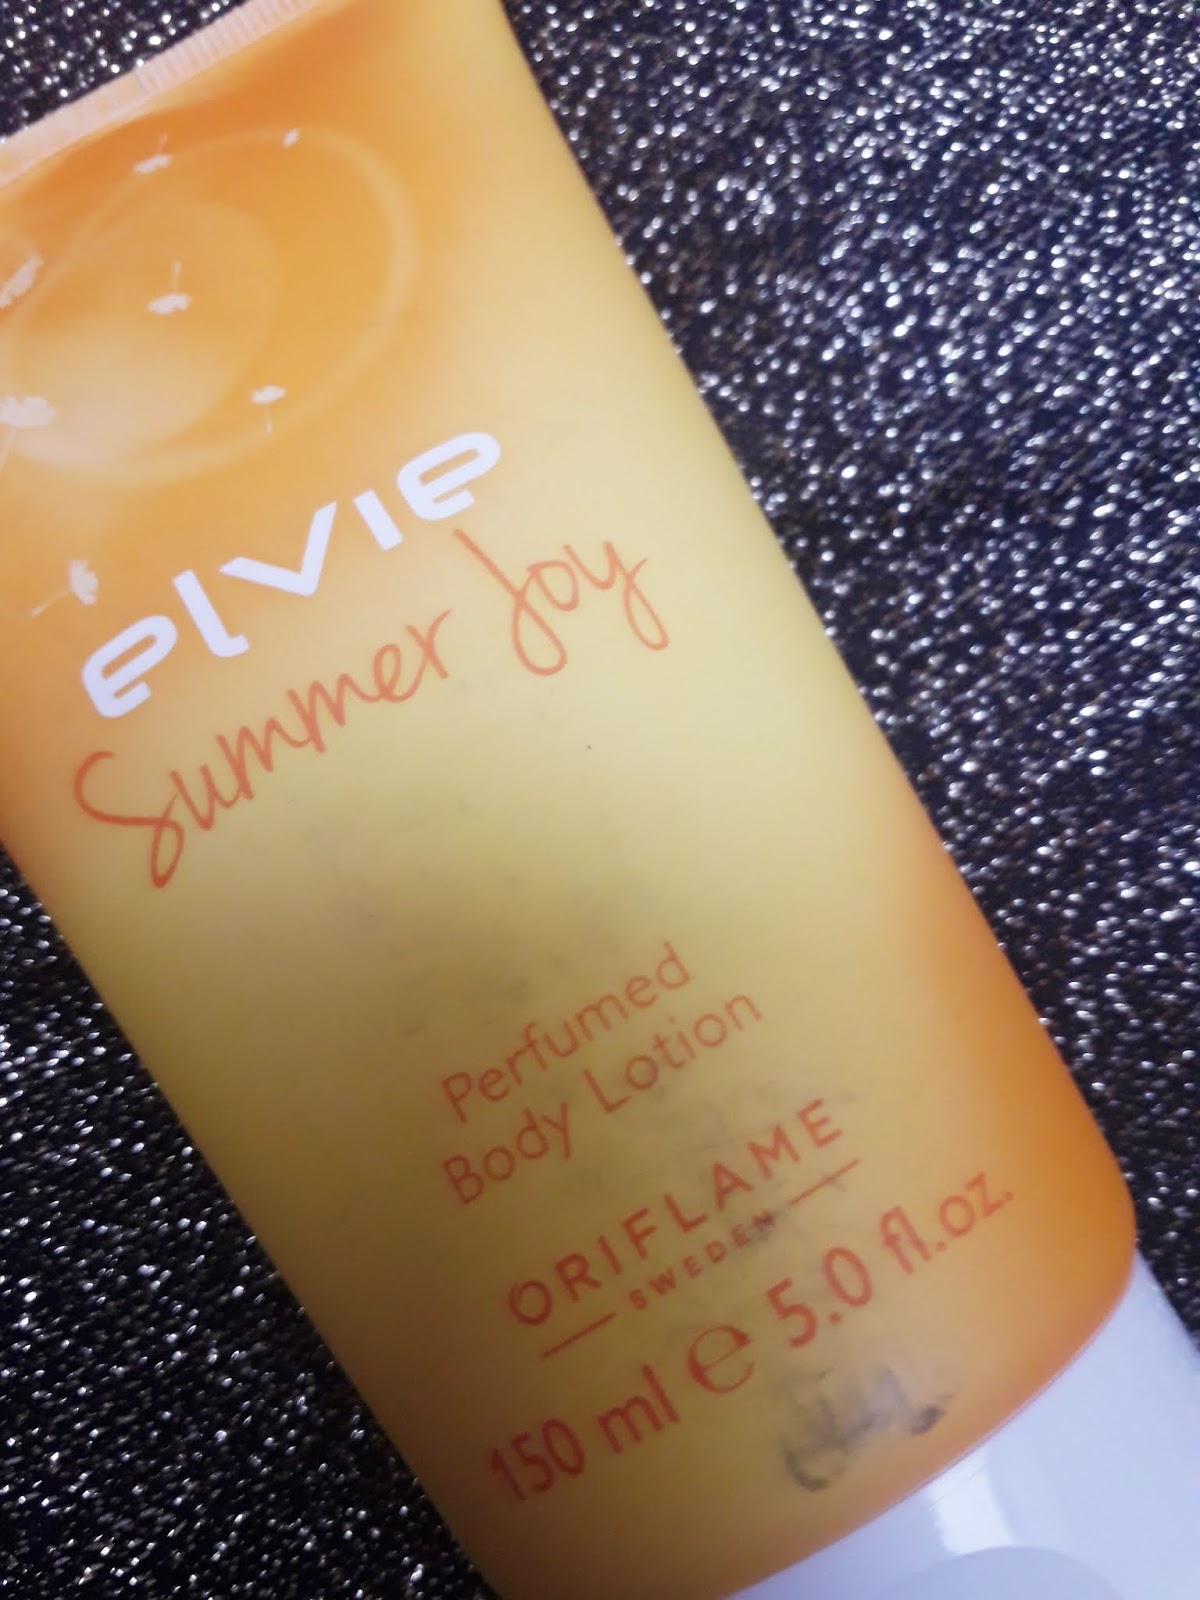 elvie
Summer Joy
Perfumed
Body Lotion
ORIFLAME
SWEDEN
150 ml ℮ 5.0 fl.oz.